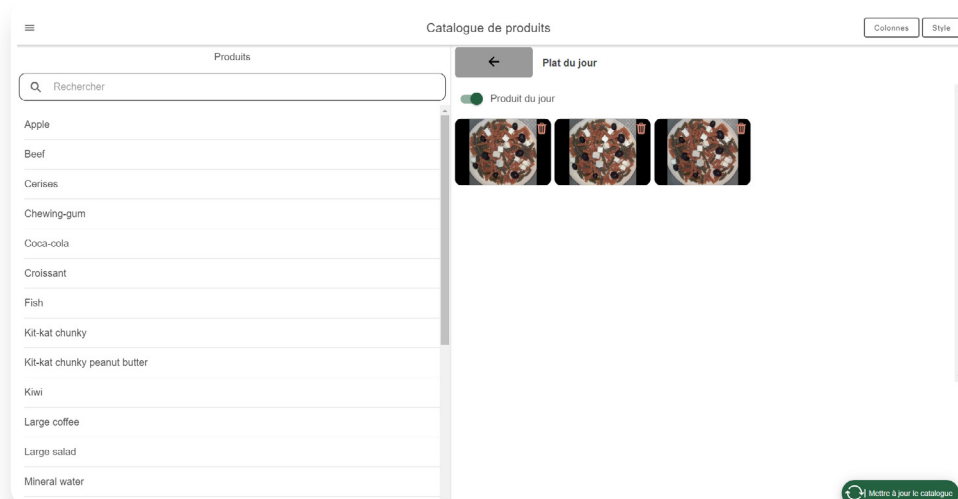 Catalogue de produits
Colonnes
Style
Produits
Rechercher
Apple
Beef
Cerises
Chewing-gum
Coca-cola
Croissant
Fish
Kit-kat chunky
Kit-kat chunky peanut butter
Kiwi
Large coffee
Large salad
Mineral water
Plat du jour
Produit du jour
Mettre à jour le catalogue